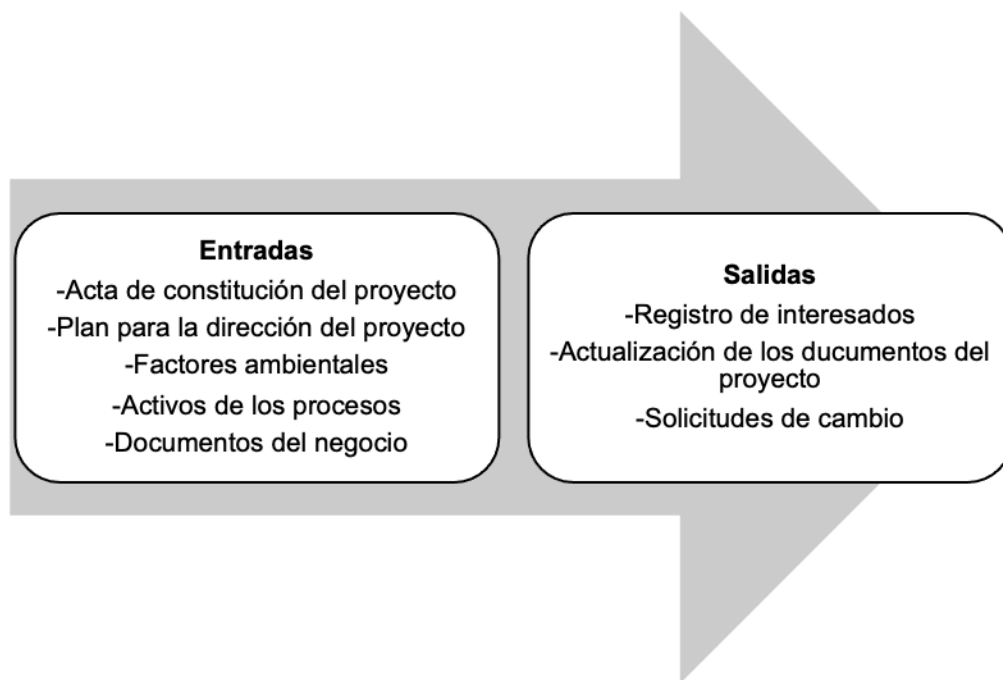 Entradas
-Acta de constitución del proyecto
-Plan para la dirección del proyecto
-Factores ambientales
-Activos de los procesos
-Documentos del negocio
Salidas
-Registro de interesados
-Actualización de los ducumentos del
proyecto
-Solicitudes de cambio